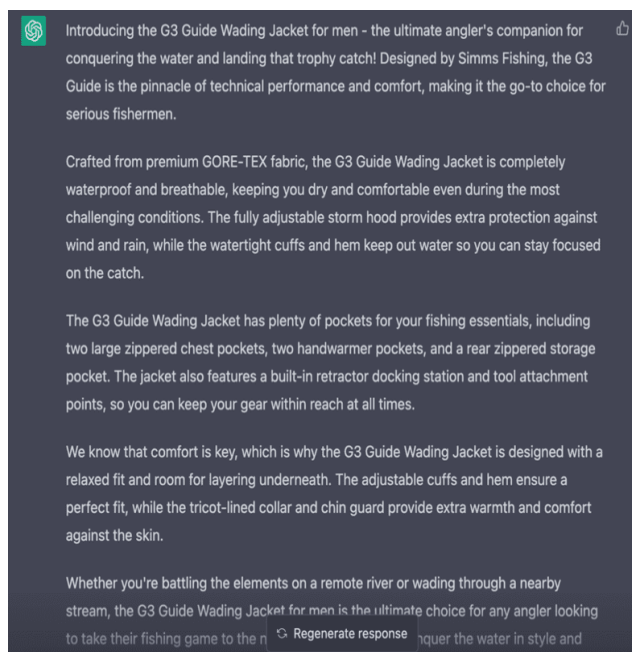 Introducing the G3 Guide Wading Jacket for men - the ultimate angler's companion for
conquering the water and landing that trophy catch! Designed by Simms Fishing, the G3
Guide is the pinnacle of technical performance and comfort, making it the go-to choice for
serious fishermen.
Crafted from premium GORE-TEX fabric, the G3 Guide Wading Jacket is completely
waterproof and breathable, keeping you dry and comfortable even during the most
challenging conditions. The fully adjustable storm hood provides extra protection against
wind and rain, while the watertight cuffs and hem keep out water so you can stay focused
on the catch.
The G3 Guide Wading Jacket has plenty of pockets for your fishing essentials, including
two large zippered chest pockets, two handwarmer pockets, and a rear zippered storage
pocket. The jacket also features a built-in retractor docking station and tool attachment
points, so you can keep your gear within reach at all times.
We know that comfort is key, which is why the G3 Guide Wading Jacket is designed with a
relaxed fit and room for layering underneath. The adjustable cuffs and hem ensure a
perfect fit, while the tricot-lined collar and chin guard provide extra warmth and comfort
against the skin.
Whether you're battling the elements on a remote river or wading through a nearby
stream, the G3 Guide Wading Jacket for men is the ultimate choice for any angler looking
to take their fishing game to the
Regenerate response
the water in style and